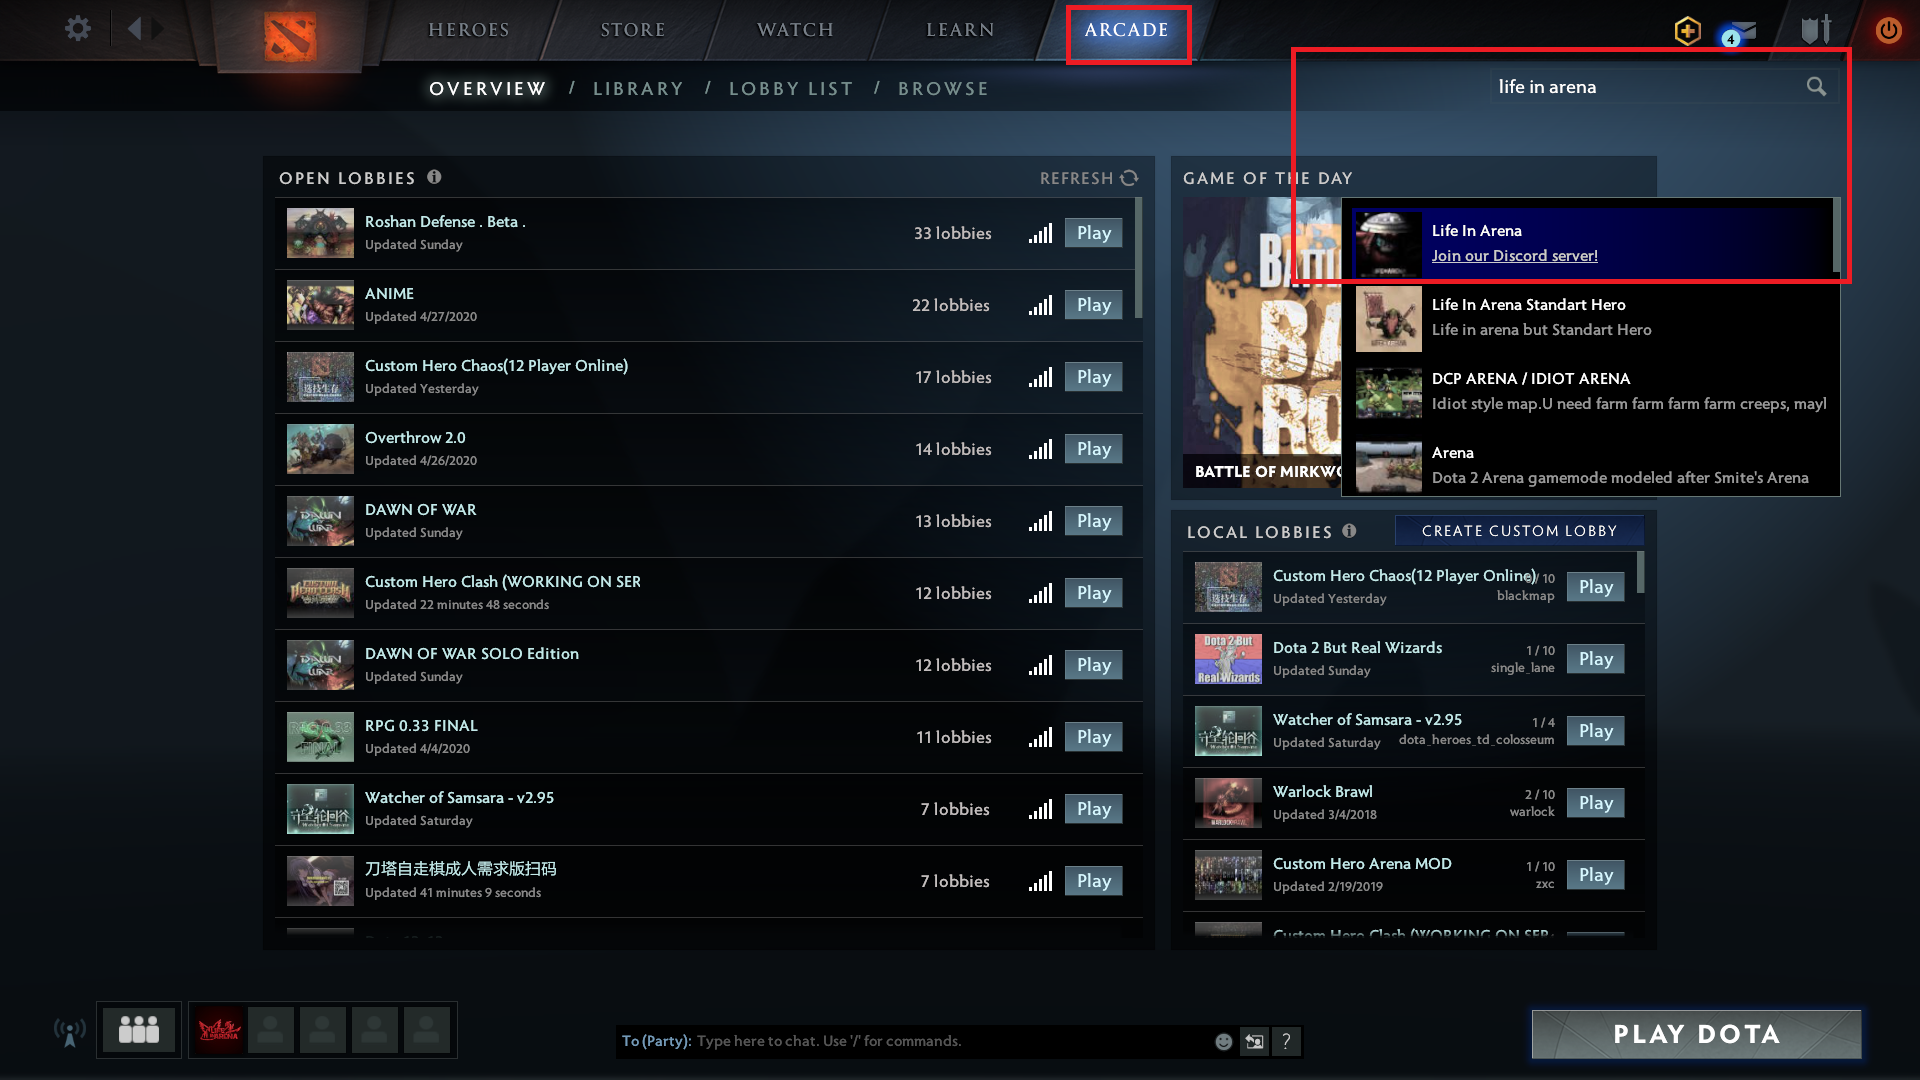 HEROES
STORE
WATCH
LEARN
ARCADE
4
OVERVIEW / LIBRARY / LOBBY LIST / BROWSE
life in arena
OPEN LOBBIES
REFRESH
Roshan Defense . Beta .
Updated Sunday
33 lobbies
Play
ANIME
Updated 4/27/2020
22 lobbies
Play
Custom Hero Chaos(12 Player Online)
Updated Yesterday
17 lobbies
Play
Overthrow 2.0
Updated 4/26/2020
14 lobbies
Play
DAWN OF WAR
Updated Sunday
13 lobbies
Play
Custom Hero Clash (WORKING ON SER
Updated 22 minutes 48 seconds
12 lobbies
Play
DAWN OF WAR SOLO Edition
Updated Sunday
12 lobbies
Play
RPG 0.33 FINAL
Updated 4/4/2020
11 lobbies
Play
Watcher of Samsara - v2.95
Updated Saturday
7 lobbies
Play
刀塔自走棋成人需求版扫码
Updated 41 minutes 9 seconds
7 lobbies
Play
GAME OF THE DAY
BATTLE OF MIRKWO
Life In Arena
Join our Discord server!
Life In Arena Standart Hero
Life in arena but Standart Hero
DCP ARENA / IDIOT ARENA
Idiot style map.U need farm farm farm farm creeps, mayl
Arena
Dota 2 Arena gamemode modeled after Smite's Arena
LOCAL LOBBIES
CREATE CUSTOM LOBBY
Custom Hero Chaos(12 Player Online)
/ 10
Updated Yesterday
blackmap
Play
Dota 2 But Real Wizards
1 / 10
Updated Sunday
single_lane
Play
Dota 2 But
Real Wizards
Watcher of Samsara - v2.95
1 / 4
Updated Saturday
dota_heroes_td_colosseum
Play
Warlock Brawl
2 / 10
Updated 3/4/2018
warlock
Play
Custom Hero Arena MOD
1 / 10
Updated 2/19/2019
zxc
Play
Custom Hero Clash (WORKING ON SER
To (Party): Type here to chat. Use '/' for commands.
?
PLAY DOTA